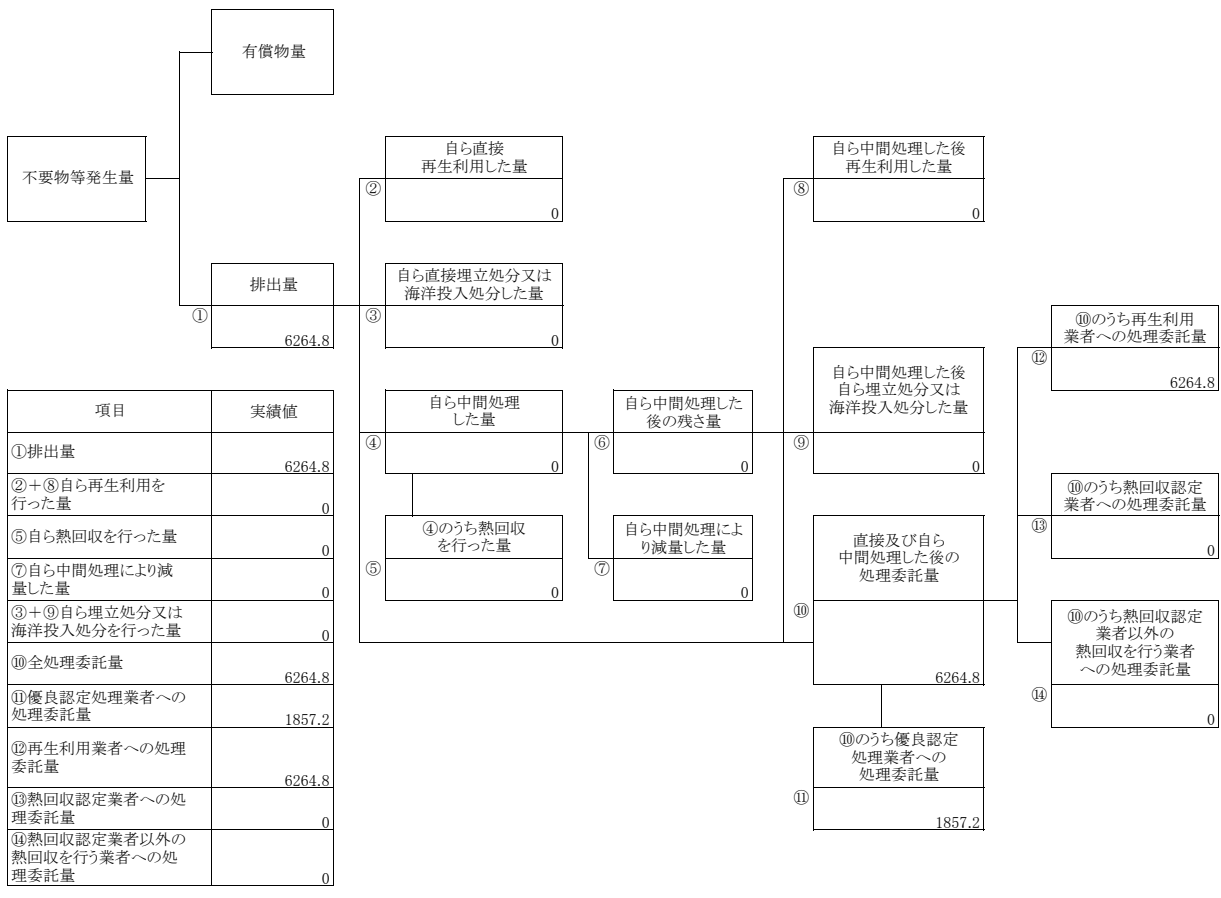 有償物量
不要物等発生量
排出量
①
6264.8
自ら直接
再生利用した量
②
0
自ら直接埋立処分又は
海洋投入処分した量
③
0
自ら中間処理
した量
④
0
④のうち熱回収
を行った量
⑤
0
自ら中間処理した
後の残さ量
⑥
0
自ら中間処理によ
り減量した量
⑦
0
自ら中間処理した後
再生利用した量
⑧
0
自ら中間処理した後
自ら埋立処分又は
海洋投入処分した量
⑨
0
直接及び自ら
中間処理した後の
処理委託量
⑩
6264.8
⑩のうち優良認定
処理業者への
処理委託量
⑪
1857.2
⑩のうち再生利用
業者への処理委託量
⑫
6264.8
⑩のうち熱回収認定
業者への処理委託量
⑬
0
⑩のうち熱回収認定
業者以外の
熱回収を行う業者
への処理委託量
⑭
0
項目 実績値
①排出量
6264.8
②+⑧自ら再生利用を
行った量
0
⑤自ら熱回収を行った量
0
⑦自ら中間処理により減
量した量
0
③+⑨自ら埋立処分又は
海洋投入処分を行った量
0
⑩全処理委託量
6264.8
⑪優良認定処理業者への
処理委託量
1857.2
⑫再生利用業者への処理
委託量
6264.8
⑬熱回収認定業者への処
理委託量
0
⑭熱回収認定業者以外の
熱回収を行う業者への処
理委託量
0